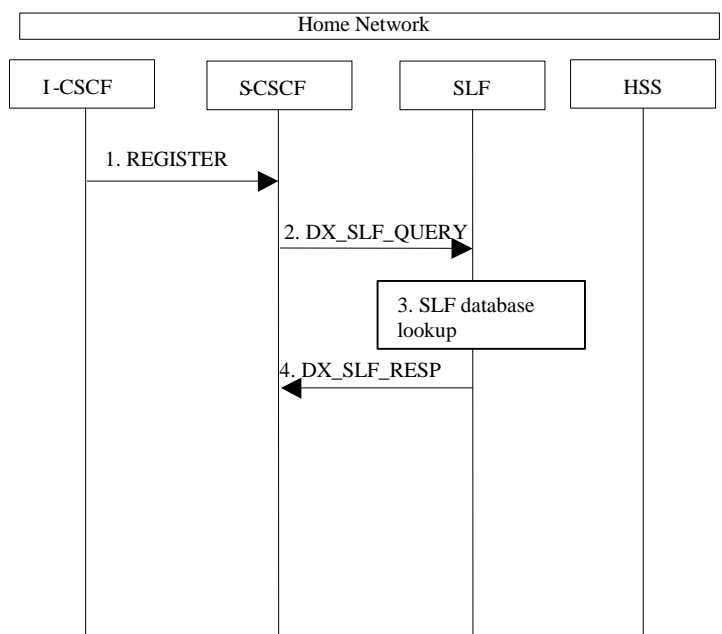 Home Network
I-CSCF
S-CSCF
SLF
HSS
1. REGISTER
2. DX_SLF_QUERY
3. SLF database
lookup
4. DX_SLF_RESP